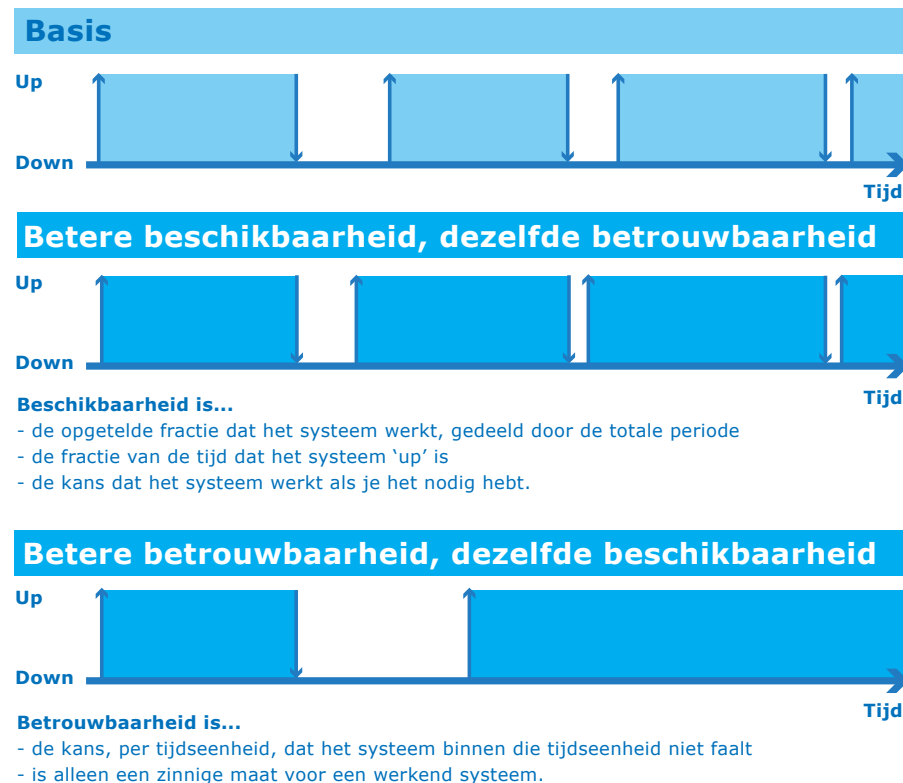 Basis
Up
Down
Tijd
Betere beschikbaarheid, dezelfde betrouwbaarheid
Up
Down
Tijd
Beschikbaarheid is...
- de opgetelde fractie dat het systeem werkt, gedeeld door de totale periode
- de fractie van de tijd dat het systeem ‘up’ is
- de kans dat het systeem werkt als je het nodig hebt.
Betere betrouwbaarheid, dezelfde beschikbaarheid
Up
Down
Tijd
Betrouwbaarheid is...
- de kans, per tijdseenheid, dat het systeem binnen die tijdseenheid niet faalt
- is alleen een zinnige maat voor een werkend systeem.